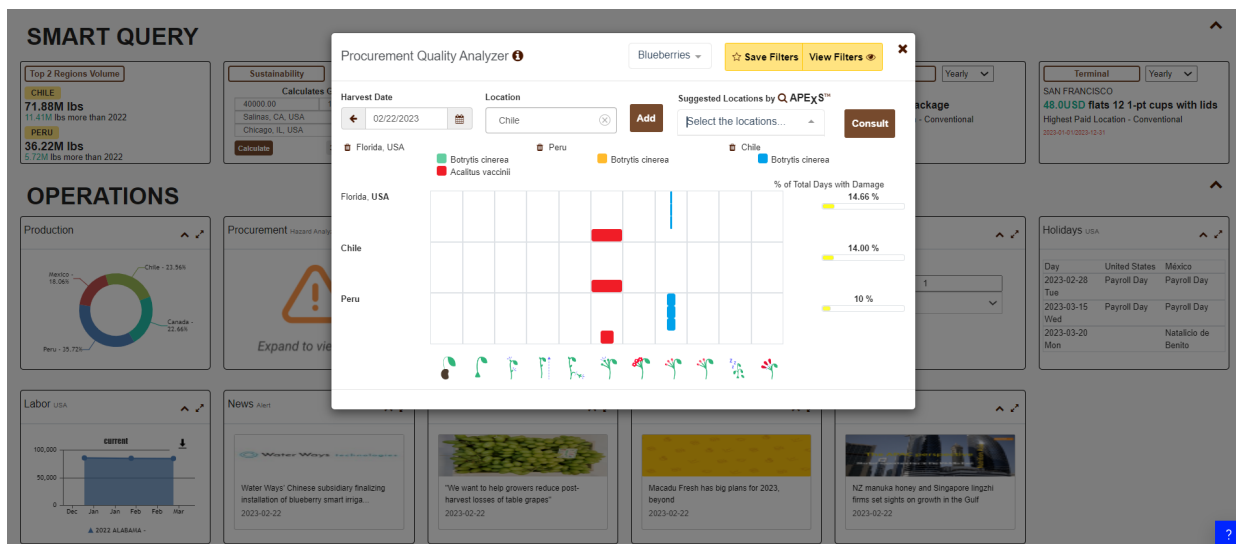 SMART QUERY
Top 2 Regions Volume
CHILE
71.88M lbs
11.41M lbs more than 2022
PERU
36.22M lbs
5.72M lbs more than 2022
Sustainability
Calculates
40000.00
Salinas, CA, USA
Chicago, IL, USA
Calculate
Yearly
ackage
- Conventional
Terminal
Yearly
SAN FRANCISCO
48.0USD flats 12 1-pt cups with lids
Highest Paid Location - Conventional
2023-01-01/2023-12-31
Procurement Quality Analyzer
Blueberries
Save Filters
View Filters
Harvest Date
02/22/2023
Location
Chile
Add
Suggested Locations by APEXS™
Select the locations...
Consult
Florida, USA
Botrytis cinerea
Acalitus vaccinii
Peru
Botrytis cinerea
Chile
Botrytis cinerea
% of Total Days with Damage
Florida, USA
14.66 %
Chile
14.00 %
Peru
10 %
OPERATIONS
Production
Mexico - 18.06%
Chile - 23.56%
Canada - 22.66%
Peru - 35.72%
Procurement Hazard Analy
Expand to vie
1
Holidays USA
Day United States México
2023-02-28 Tue Payroll Day Payroll Day
2023-03-15 Wed Payroll Day Payroll Day
2023-03-20 Mon Natalicio de Benito
Labor USA
current
100,000
50,000
0
Dec Jan Jan Feb Feb Mar
2022 ALABAMA -
News Alert
Water Ways technologies
Water Ways' Chinese subsidiary finalizing
installation of blueberry smart irriga...
2023-02-22
"We want to help growers reduce post-
harvest losses of table grapes"
2023-02-22
Macadu Fresh has big plans for 2023,
beyond
2023-02-22
NZ manuka honey and Singapore lingzhi
firms set sights on growth in the Gulf
2023-02-22
?